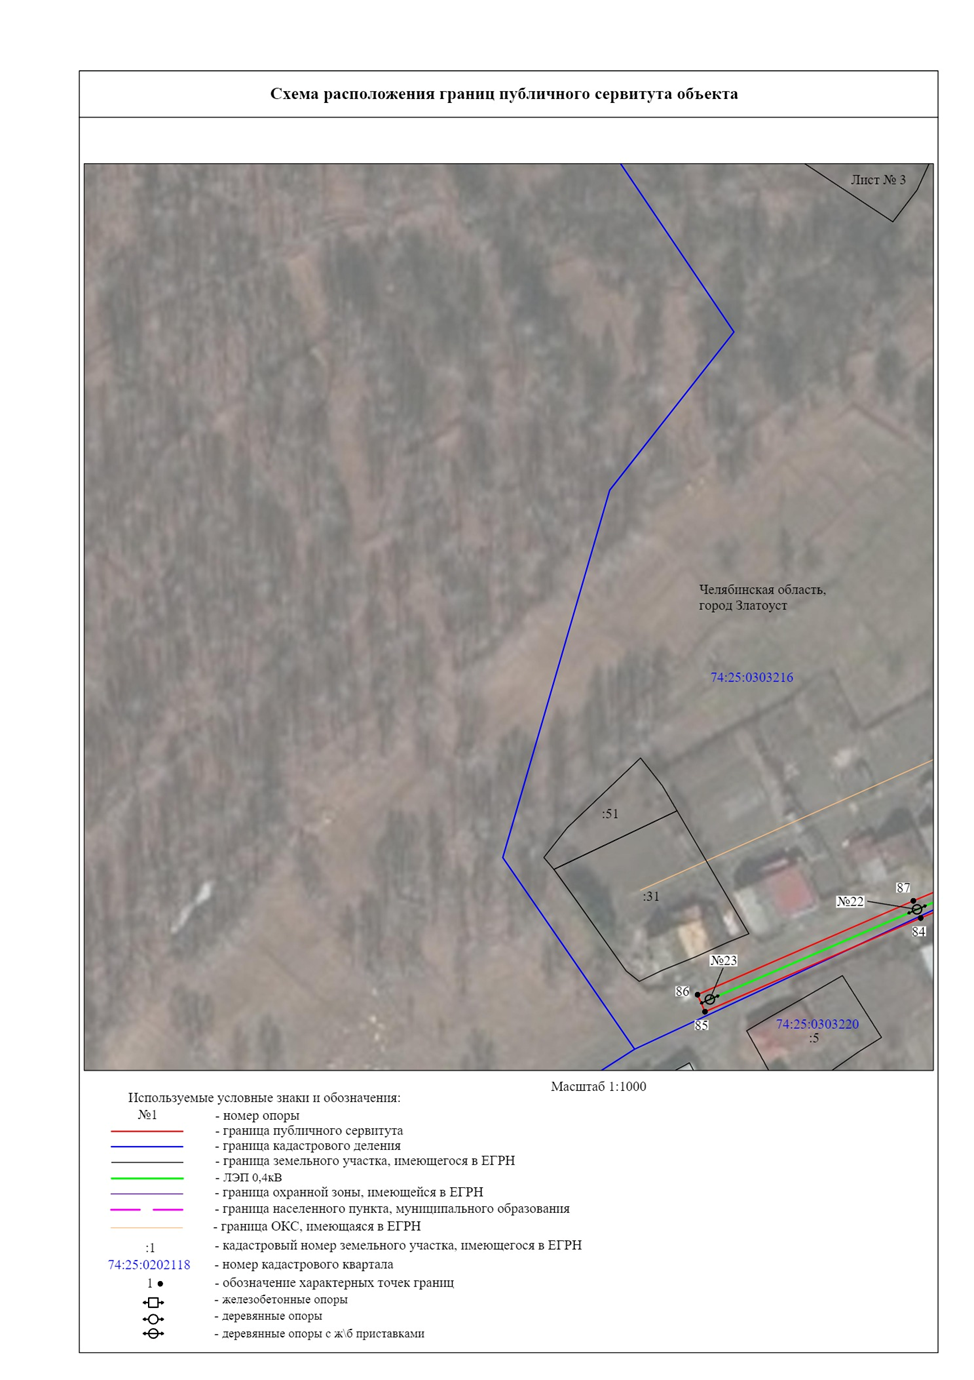 Схема расположения границ публичного сервитута объекта
Лист № 3
Челябинская область,
город Златоуст
74:25:0303216
:51
:31
87
№22
84
№23
86
85
74:25:0303220
:5
Масштаб 1:1000
Используемые условные знаки и обозначения:
№1 - номер опоры
- граница публичного сервитута
- граница кадастрового деления
- граница земельного участка, имеющегося в ЕГРН
- ЛЭП 0,4кВ
- граница охранной зоны, имеющейся в ЕГРН
- граница населенного пункта, муниципального образования
- граница ОКС, имеющаяся в ЕГРН
:1 - кадастровый номер земельного участка, имеющегося в ЕГРН
74:25:0202118 - номер кадастрового квартала
1 - обозначение характерных точек границ
- железобетонные опоры
- деревянные опоры
- деревянные опоры с ж\б приставками